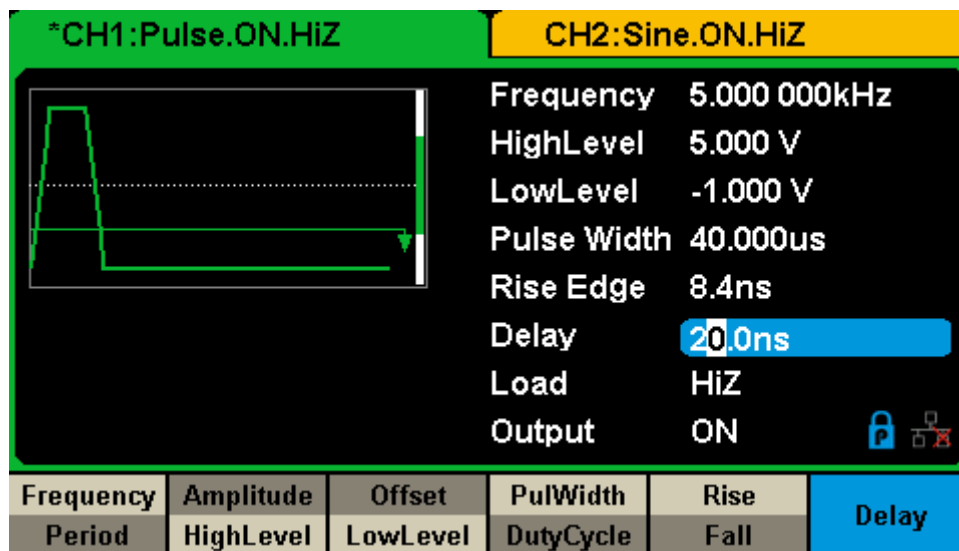 *CH1:Pulse.ON.HiZ CH2:Sine.ON.HiZ
Frequency 5.000 000kHz
HighLevel 5.000 V
LowLevel -1.000 V
Pulse Width 40.000us
Rise Edge 8.4ns
Delay 20.0ns
Load HiZ
Output ON
P
Frequency Amplitude Offset PulWidth Rise Delay
Period HighLevel LowLevel DutyCycle Fall